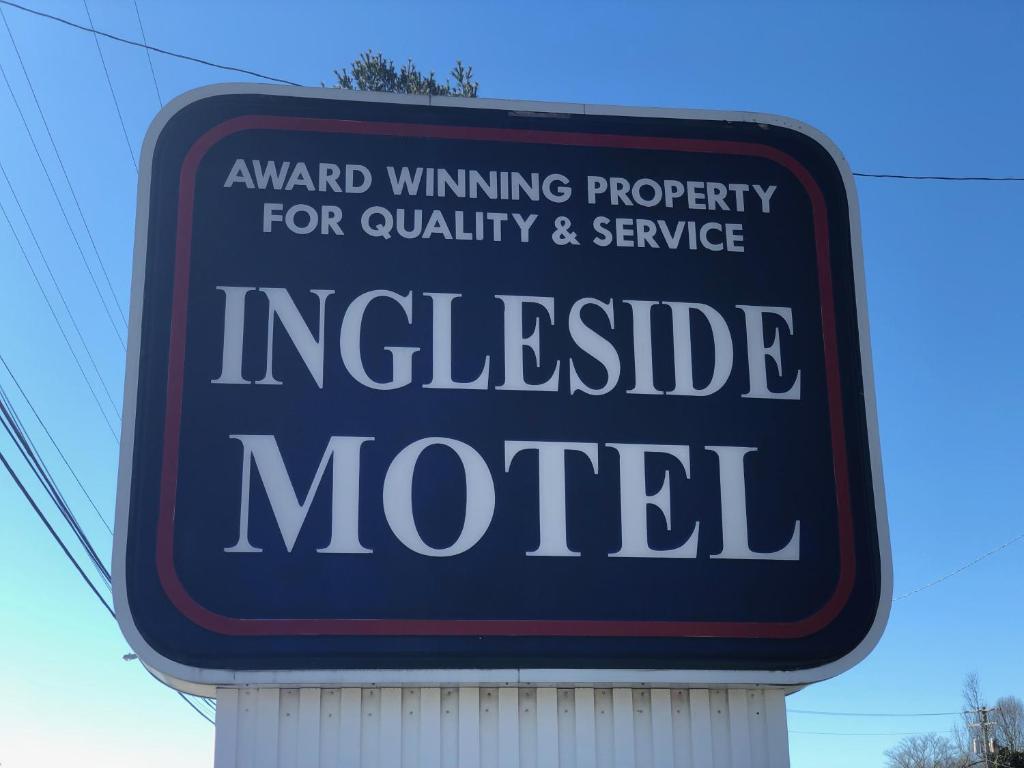 AWARD WINNING PROPERTY
FOR QUALITY & SERVICE
INGLESIDE
MOTEL